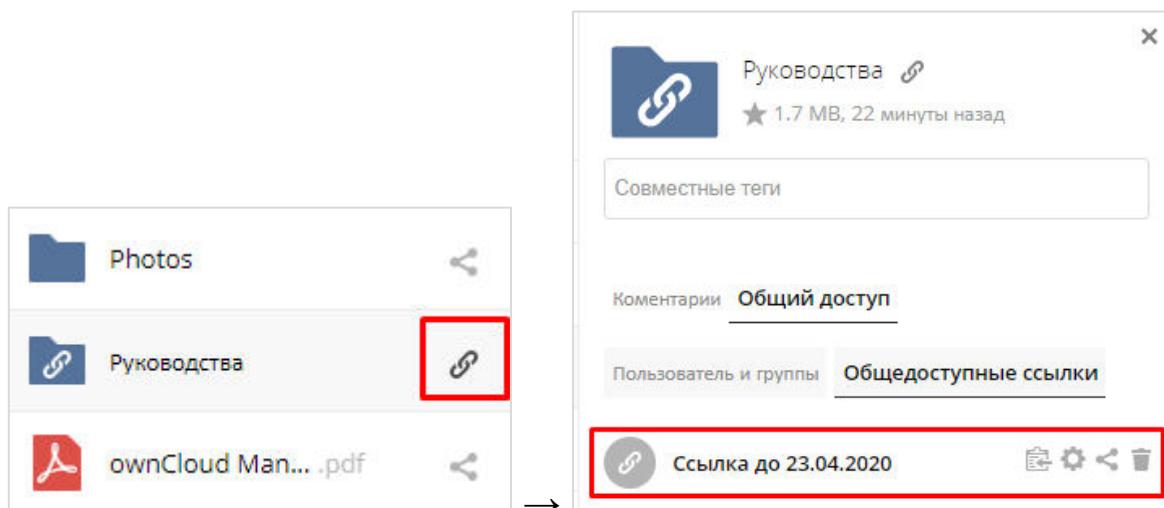 Photos
Руководства
ownCloud Man... .pdf
→
Руководства
1.7 MB, 22 минуты назад
Совместные теги
Коментарии Общий доступ
Пользователь и группы Общедоступные ссылки
Ссылка до 23.04.2020